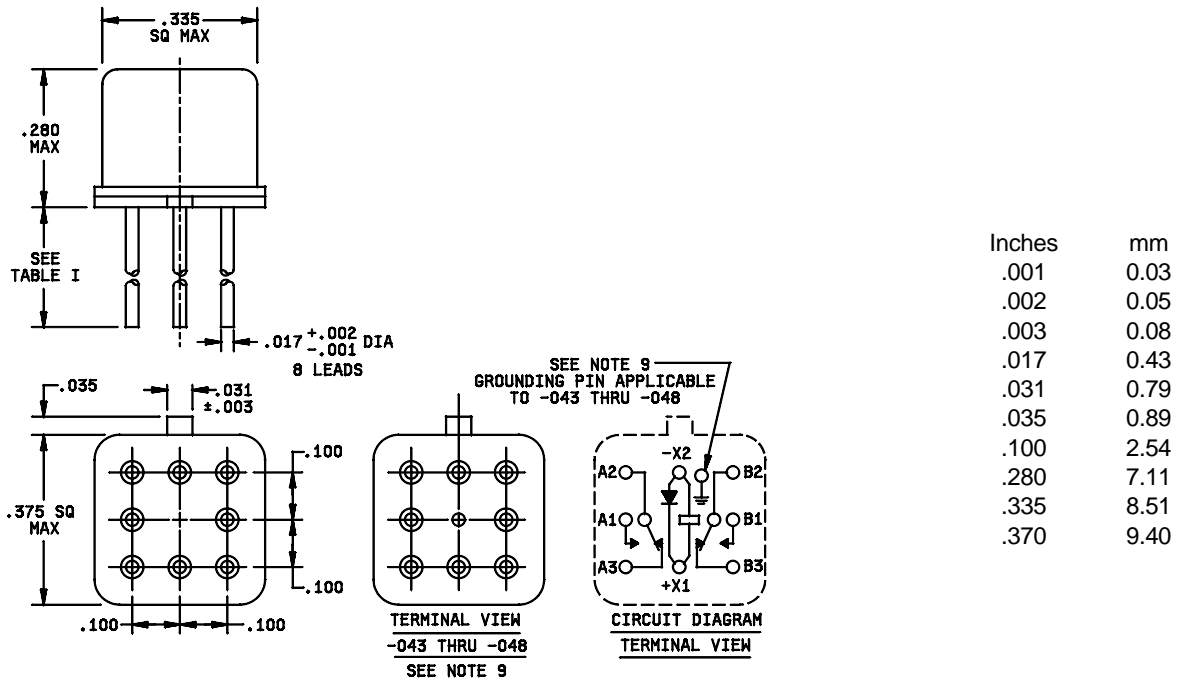 .335
SQ MAX
.280
MAX
SEE
TABLE I
.017 +.002 -.001 DIA
8 LEADS
Inches mm
.001 0.03
.002 0.05
.003 0.08
.017 0.43
.031 0.79
.035 0.89
.100 2.54
.280 7.11
.335 8.51
.370 9.40
SEE NOTE 9
GROUNDING PIN APPLICABLE
TO -043 THRU -048
.035
.031
±.003
.100
.375 SQ
MAX
.100
.100
.100
TERMINAL VIEW
-043 THRU -048
SEE NOTE 9
-X2
A2
B2
A1
B1
A3
B3
+X1
CIRCUIT DIAGRAM
TERMINAL VIEW